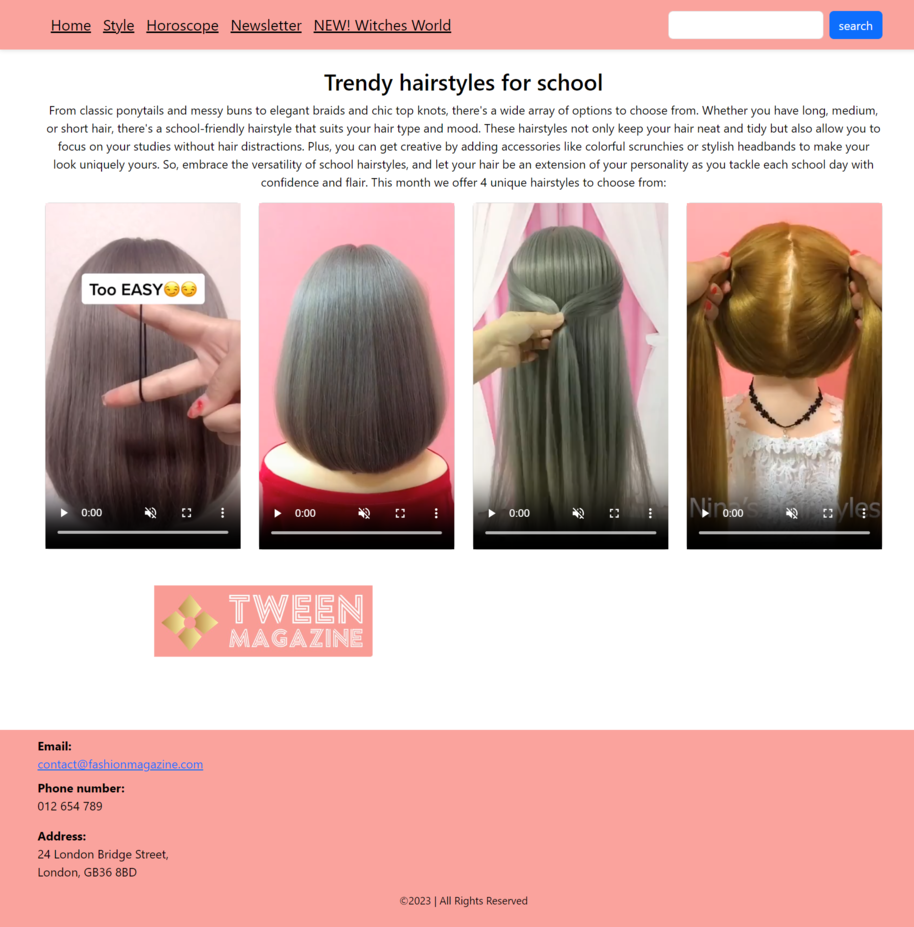 Home Style Horoscope Newsletter NEW! Witches World search
Trendy hairstyles for school
From classic ponytails and messy buns to elegant braids and chic top knots, there's a wide array of options to choose from. Whether you have long, medium,
or short hair, there's a school-friendly hairstyle that suits your hair type and mood. These hairstyles not only keep your hair neat and tidy but also allow you to
focus on your studies without hair distractions. Plus, you can get creative by adding accessories like colorful scrunchies or stylish headbands to make your
look uniquely yours. So, embrace the versatility of school hairstyles, and let your hair be an extension of your personality as you tackle each school day with
confidence and flair. This month we offer 4 unique hairstyles to choose from:
Too EASY😏😏
0:00
0:00
0:00
0:00
TWEEN
MAGAZINE
Email:
contact@fashionmagazine.com
Phone number:
012 654 789
Address:
24 London Bridge Street,
London, GB36 8BD
©2023 | All Rights Reserved